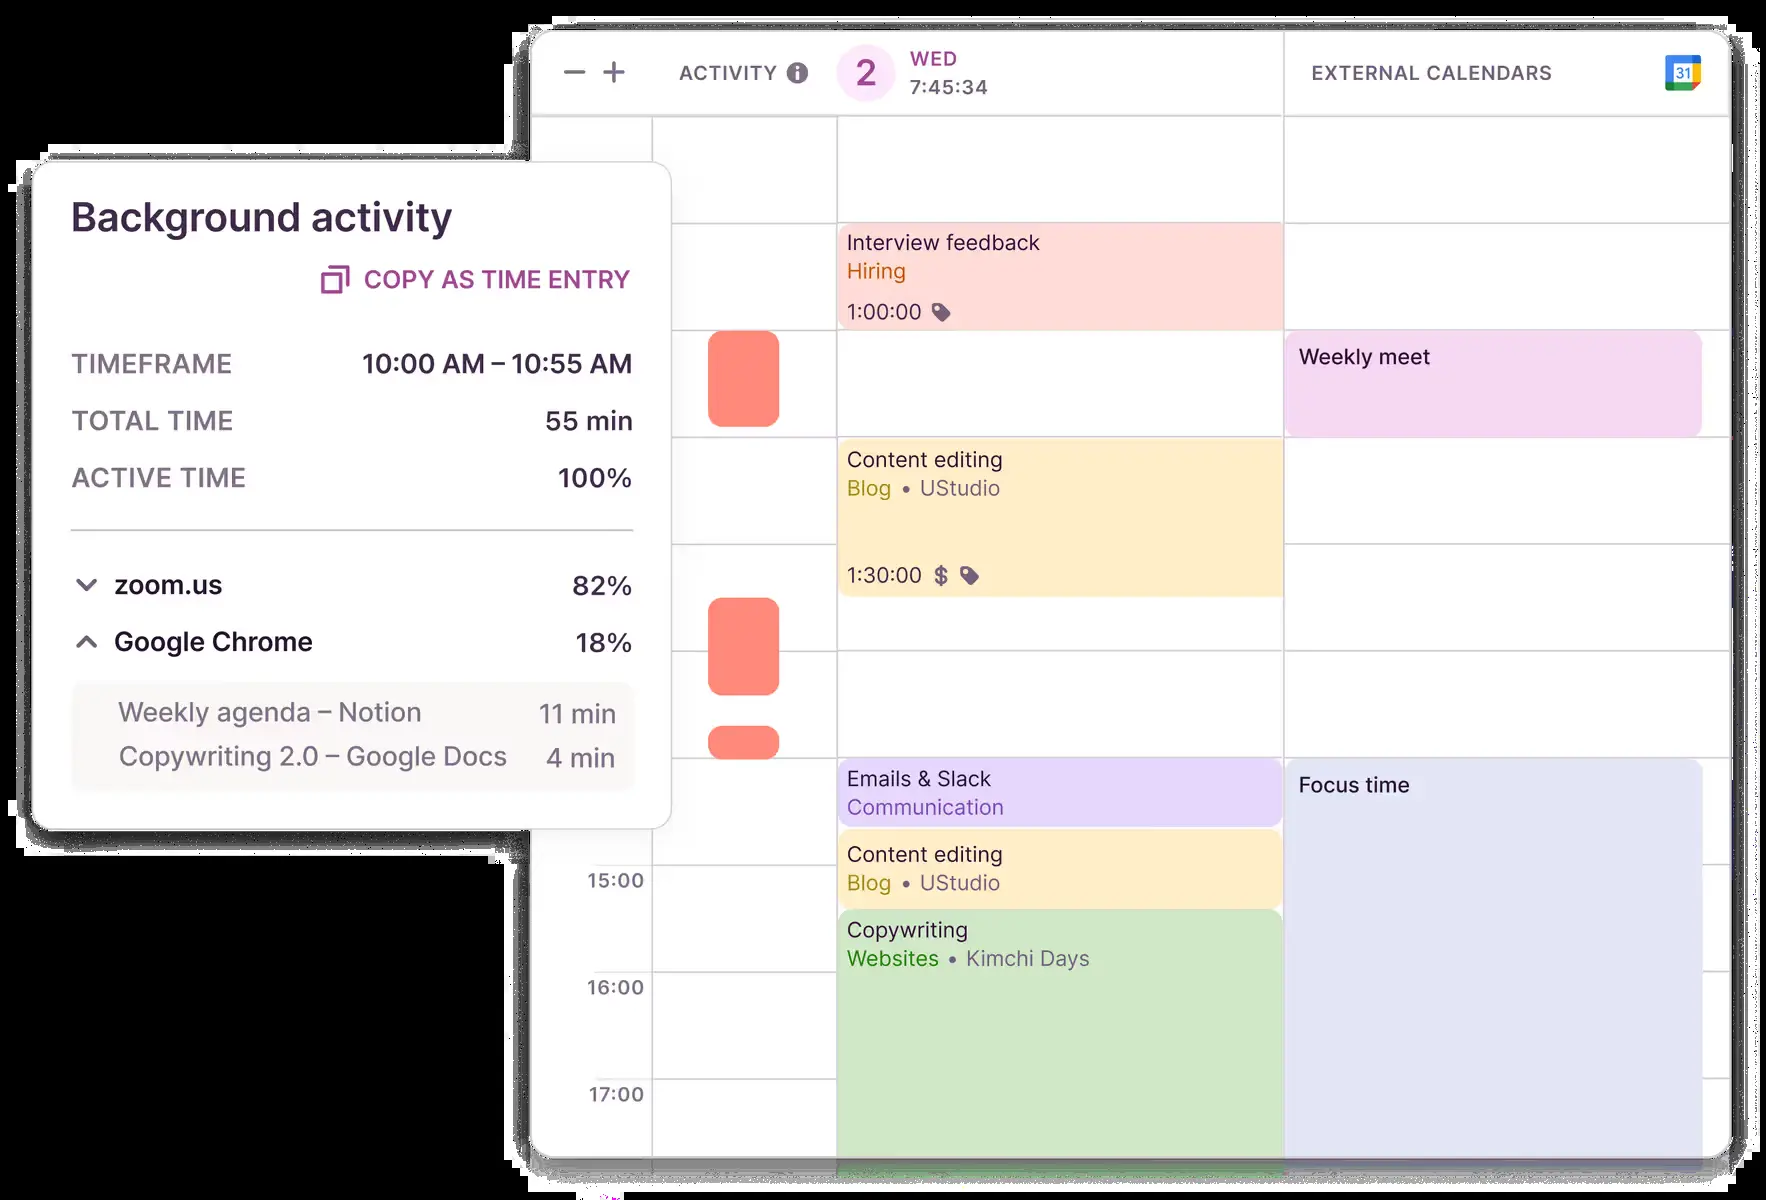 ACTIVITY
2
WED
7:45:34
EXTERNAL CALENDARS
31
Background activity
COPY AS TIME ENTRY
TIMEFRAME 10:00 AM – 10:55 AM
TOTAL TIME 55 min
ACTIVE TIME 100%
zoom.us 82%
Google Chrome 18%
Weekly agenda – Notion 11 min
Copywriting 2.0 – Google Docs 4 min
15:00
16:00
17:00
Interview feedback
Hiring
1:00:00
Content editing
Blog • UStudio
1:30:00 $
Emails & Slack
Communication
Content editing
Blog • UStudio
Copywriting
Websites • Kimchi Days
Weekly meet
Focus time